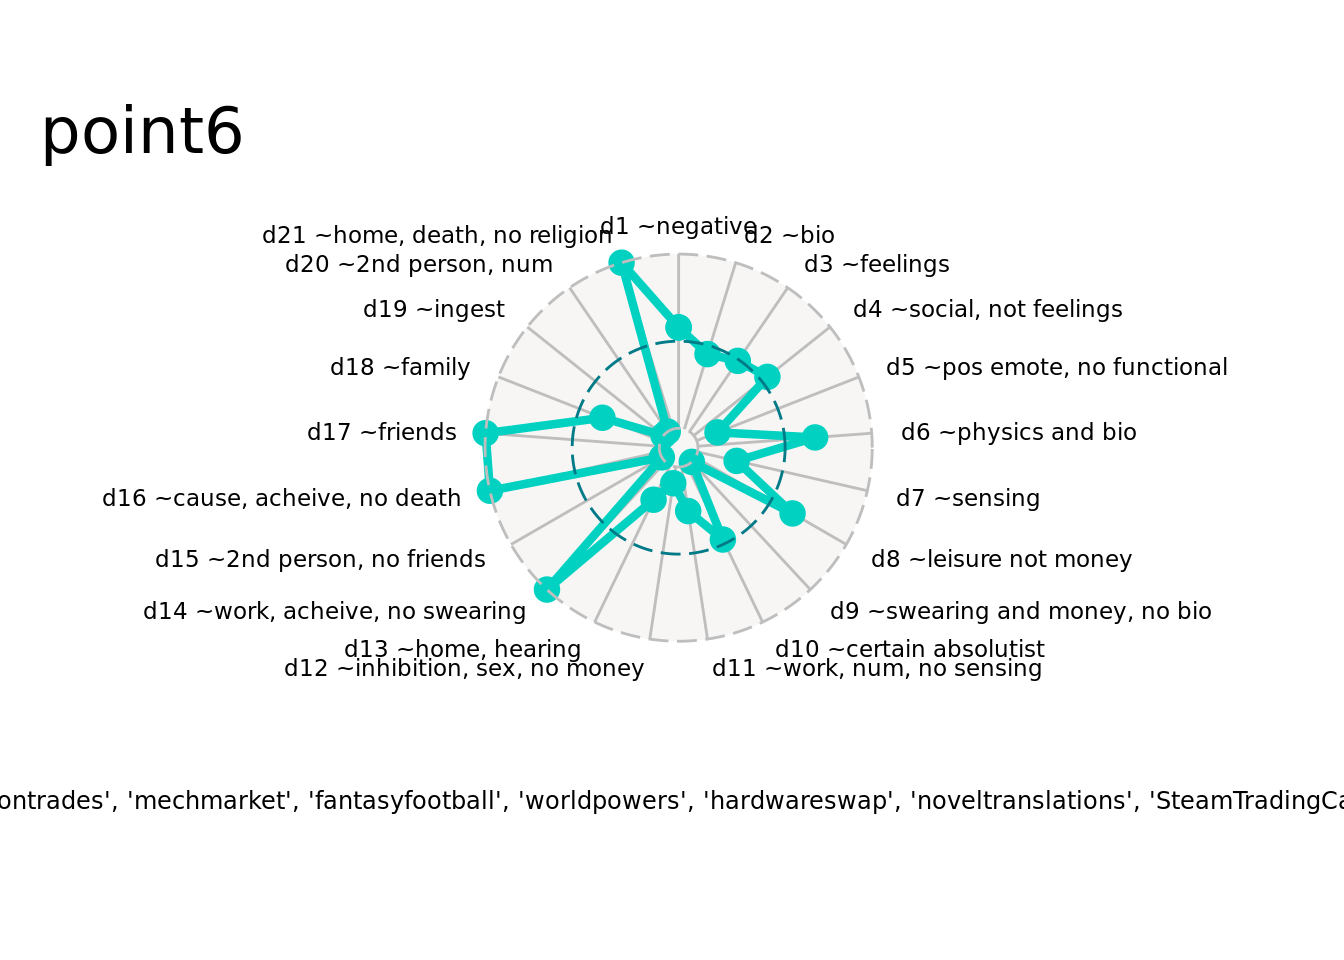 point6
d1 ~negative
d2 ~bio
d21 ~home, death, no religion
d20 ~2nd person, num
d3 ~feelings
d19 ~ingest
d4 ~social, not feelings
d18 ~family
d5 ~pos emote, no functional
d17 ~friends
d6 ~physics and bio
d16 ~cause, acheive, no death
d7 ~sensing
d15 ~2nd person, no friends
d8 ~leisure not money
d14 ~work, acheive, no swearing
d9 ~swearing and money, no bio
d13 ~home, hearing
d10 ~certain absolutist
d12 ~inhibition, sex, no money
d11 ~work, num, no sensing
ontrades', 'mechmarket', 'fantasyfootball', 'worldpowers', 'hardwareswap', 'noveltranslations', 'SteamTradingCa